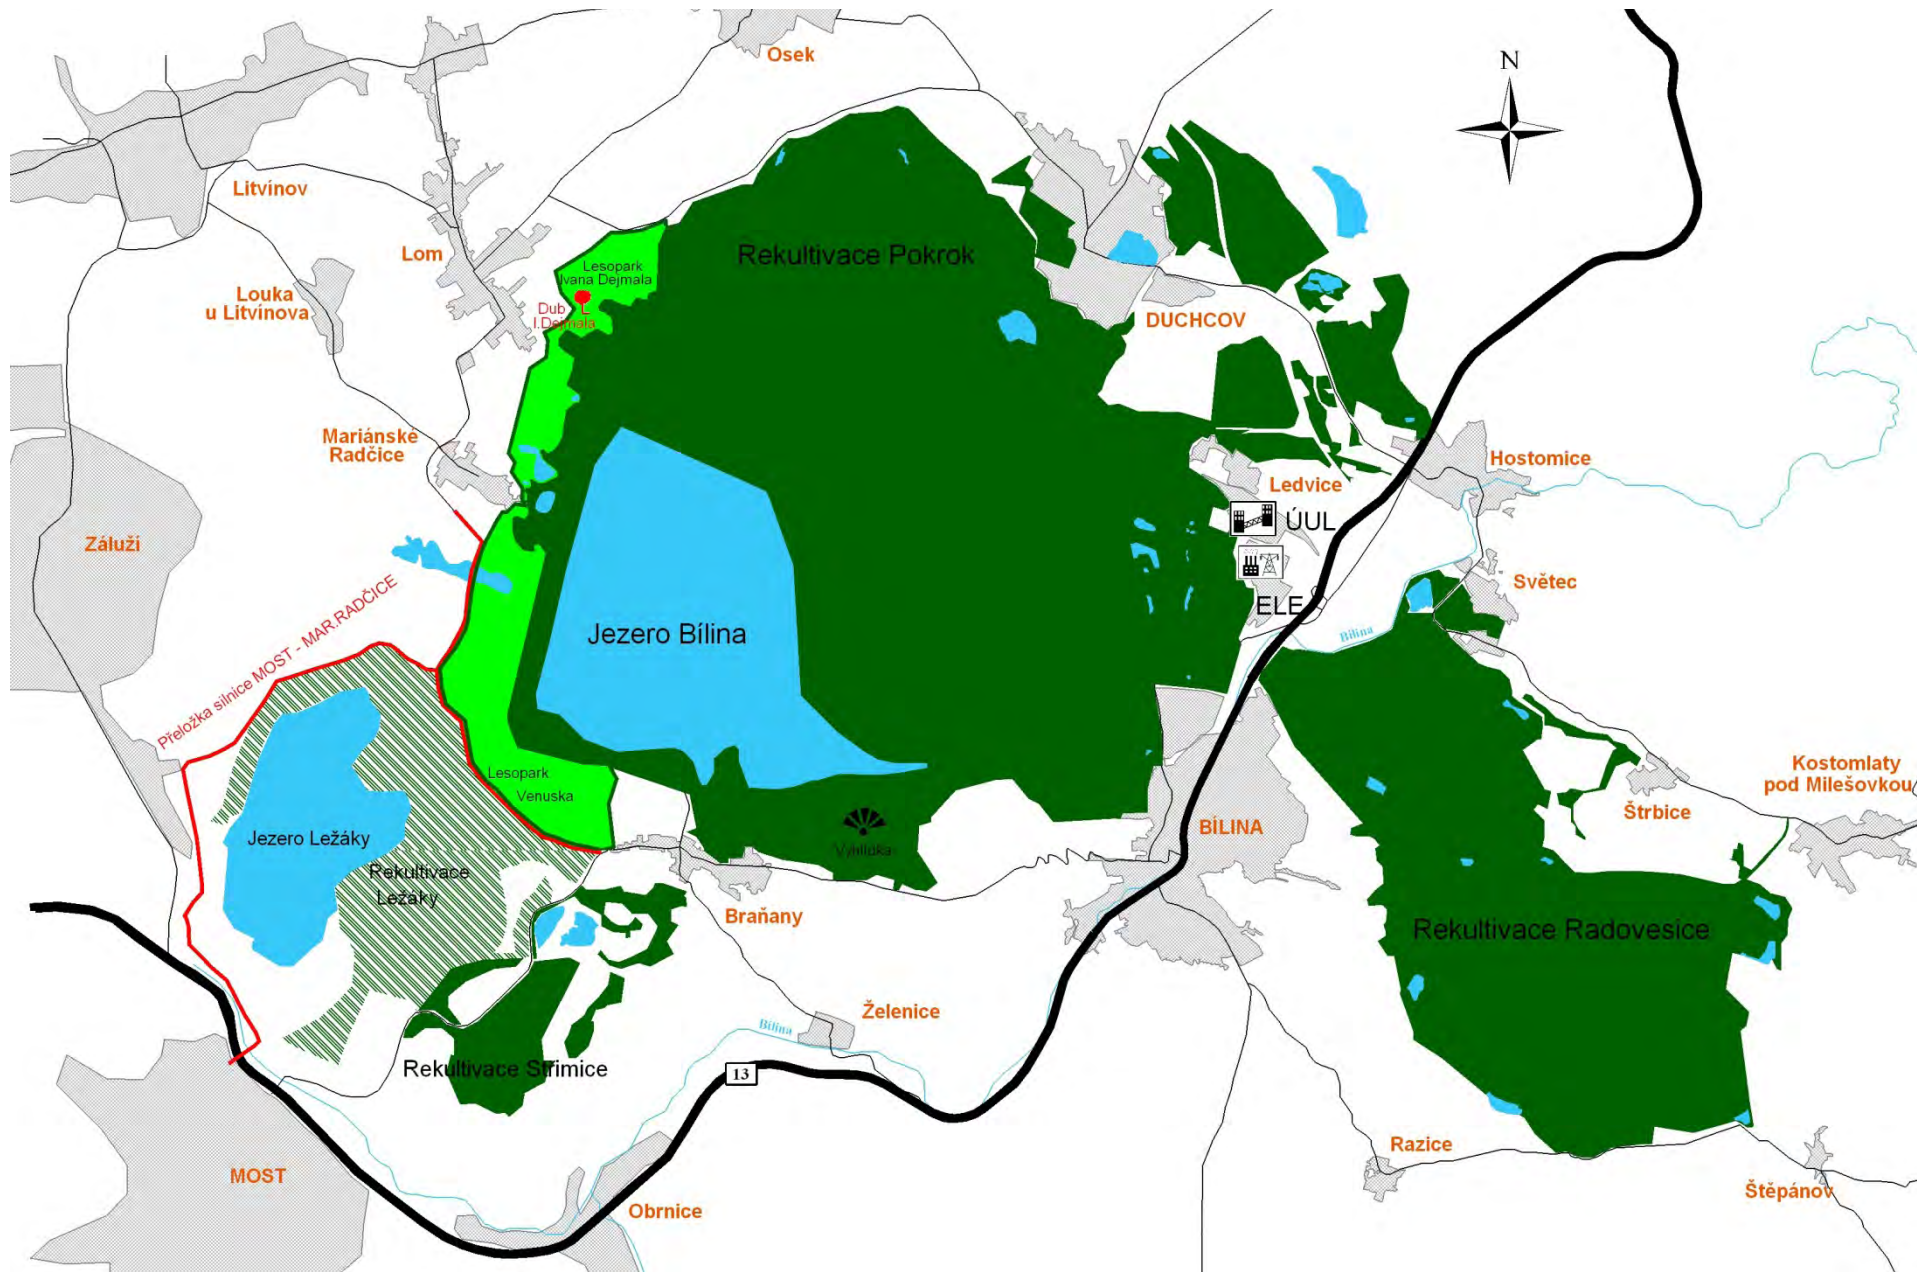 Osek
N
Litvínov
Lom
Lesopark
Ivana Dejmala
Rekultivace Pokrok
Louka
u Litvínova
Dub
I.Dejmala
DUCHCOV
Mariánské
Radčice
Hostomice
Ledvice
ÚUL
Záluží
Světec
ELE
Přeložka silnice MOST - MAR.RADČICE
Jezero Bílina
Bílina
Lesopark
Venuska
Kostomlaty
pod Milešovkou
Štrbice
BÍLINA
Jezero Ležáky
Vyhlídka
Rekultivace
Ležáky
Braňany
Rekultivace Radovesice
Želenice
Bílina
Rekultivace Střimice
13
MOST
Razice
Štěpánov
Obrnice